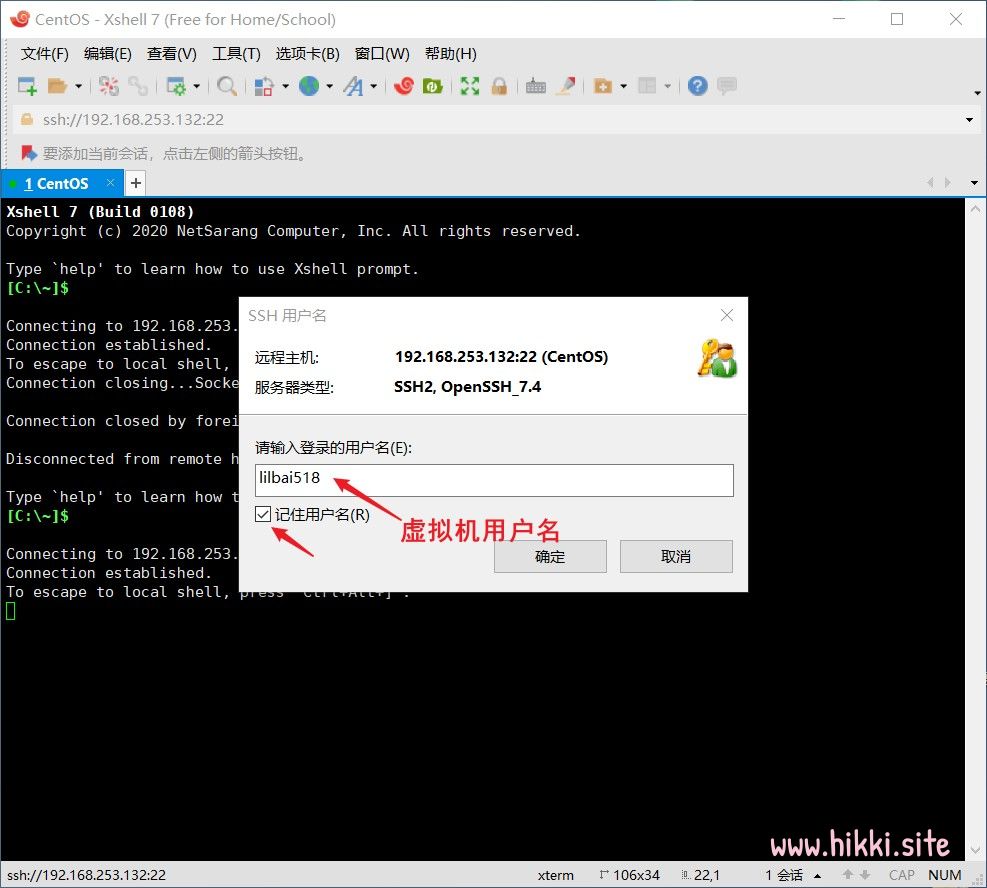 CentOS - Xshell 7 (Free for Home/School)
文件(F) 编辑(E) 查看(V) 工具(T) 选项卡(B) 窗口(W) 帮助(H)
ssh://192.168.253.132:22
要添加当前会话，点击左侧的箭头按钮。
1 CentOS
Xshell 7 (Build 0108)
Copyright (c) 2020 NetSarang Computer, Inc. All rights reserved.
Type `help' to learn how to use Xshell prompt.
[C:\~]$
Connecting to 192.168.253.
Connection established.
To escape to local shell,
Connection closing...Socke
Connection closed by forei
Disconnected from remote h
Type `help' to learn how t
[C:\~]$
Connecting to 192.168.253.
Connection established.
To escape to local shell, press 'Ctrl+Alt+]'.
SSH 用户名
远程主机: 192.168.253.132:22 (CentOS)
服务器类型: SSH2, OpenSSH_7.4
请输入登录的用户名(E):
lilbai518
记住用户名(R)
虚拟机用户名
确定 取消
www.hikki.site
ssh://192.168.253.132:22 xterm 106x34 22,1 1 会话 CAP NUM